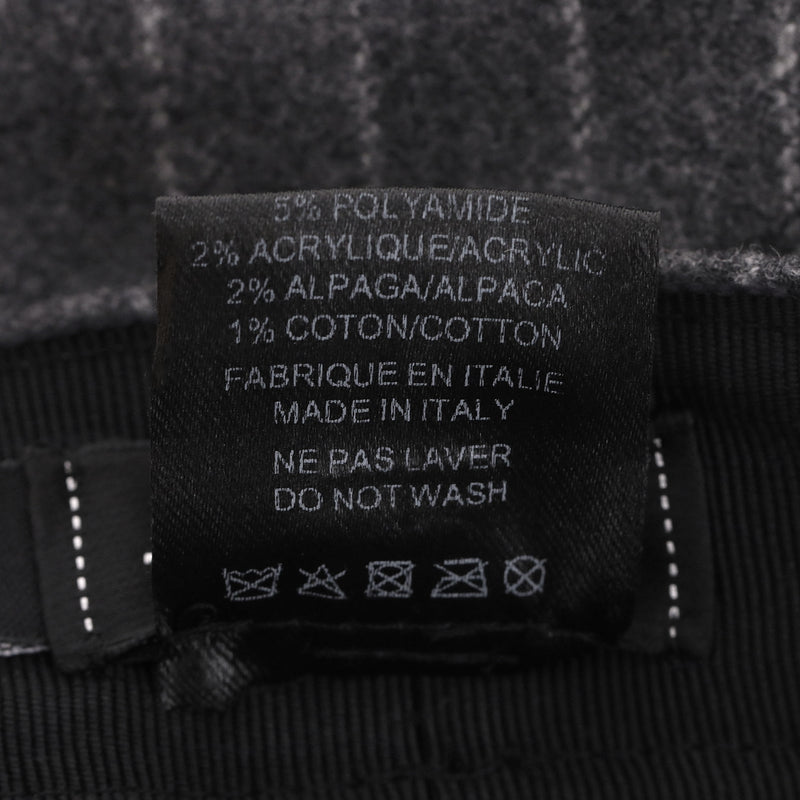 5% POLYAMIDE
2% ACRYLIQUE/ACRYLIC
2% ALPAGA/ALPACA
1% COTON/COTTON
FABRIQUE EN ITALIE
MADE IN ITALY
NE PAS LAVER
DO NOT WASH